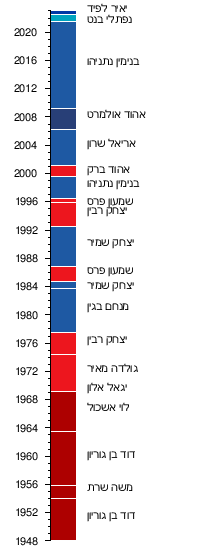 יאיר לפיד
נפתלי בנט
2020
בנימין נתניהו
2016
2012
אהוד אולמרט
2008
2004
אריאל שרון
אהוד ברק
2000
בנימין נתניהו
שמעון פרס
1996
יצחק רבין
1992
יצחק שמיר
1988
שמעון פרס
יצחק שמיר
1984
מנחם בגין
1980
יצחק רבין
1976
גולדה מאיר
1972
יגאל אלון
1968
לוי אשכול
1964
דוד בן גוריון
1960
1956
משה שרת
1952
דוד בן גוריון
1948